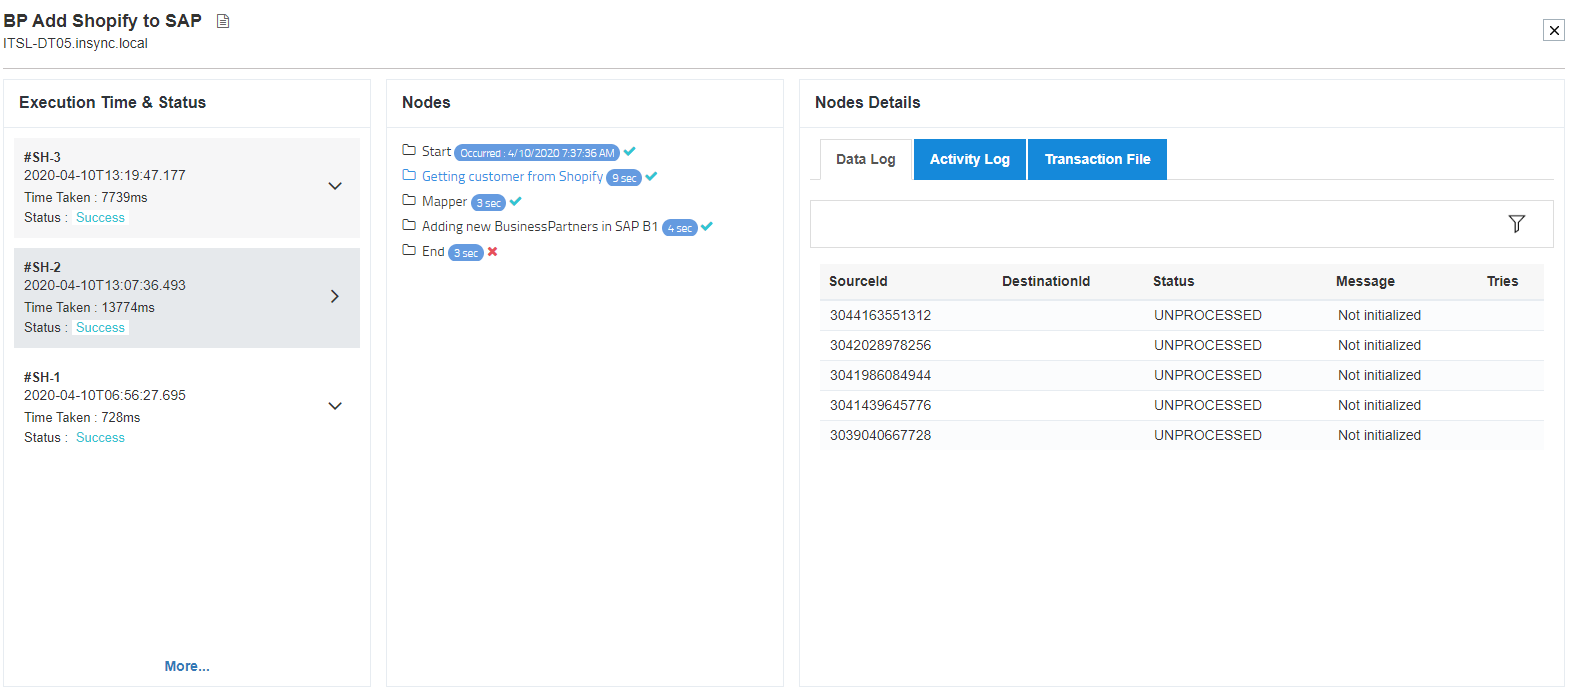 BP Add Shopify to SAP
ITSL-DT05.insync.local
Execution Time & Status
#SH-3
2020-04-10T13:19:47.177
Time Taken : 7739ms
Status : Success
#SH-2
2020-04-10T13:07:36.493
Time Taken : 13774ms
Status : Success
#SH-1
2020-04-10T06:56:27.695
Time Taken : 728ms
Status : Success
More...
Nodes
Start Occurred : 4/10/2020 7:37:36 AM
Getting customer from Shopify 9 sec
Mapper 3 sec
Adding new BusinessPartners in SAP B1 4 sec
End 3 sec
Nodes Details
Data Log Activity Log Transaction File
SourceId DestinationId Status Message Tries
3044163551312 UNPROCESSED Not initialized
3042028978256 UNPROCESSED Not initialized
3041986084944 UNPROCESSED Not initialized
3041439645776 UNPROCESSED Not initialized
3039040667728 UNPROCESSED Not initialized